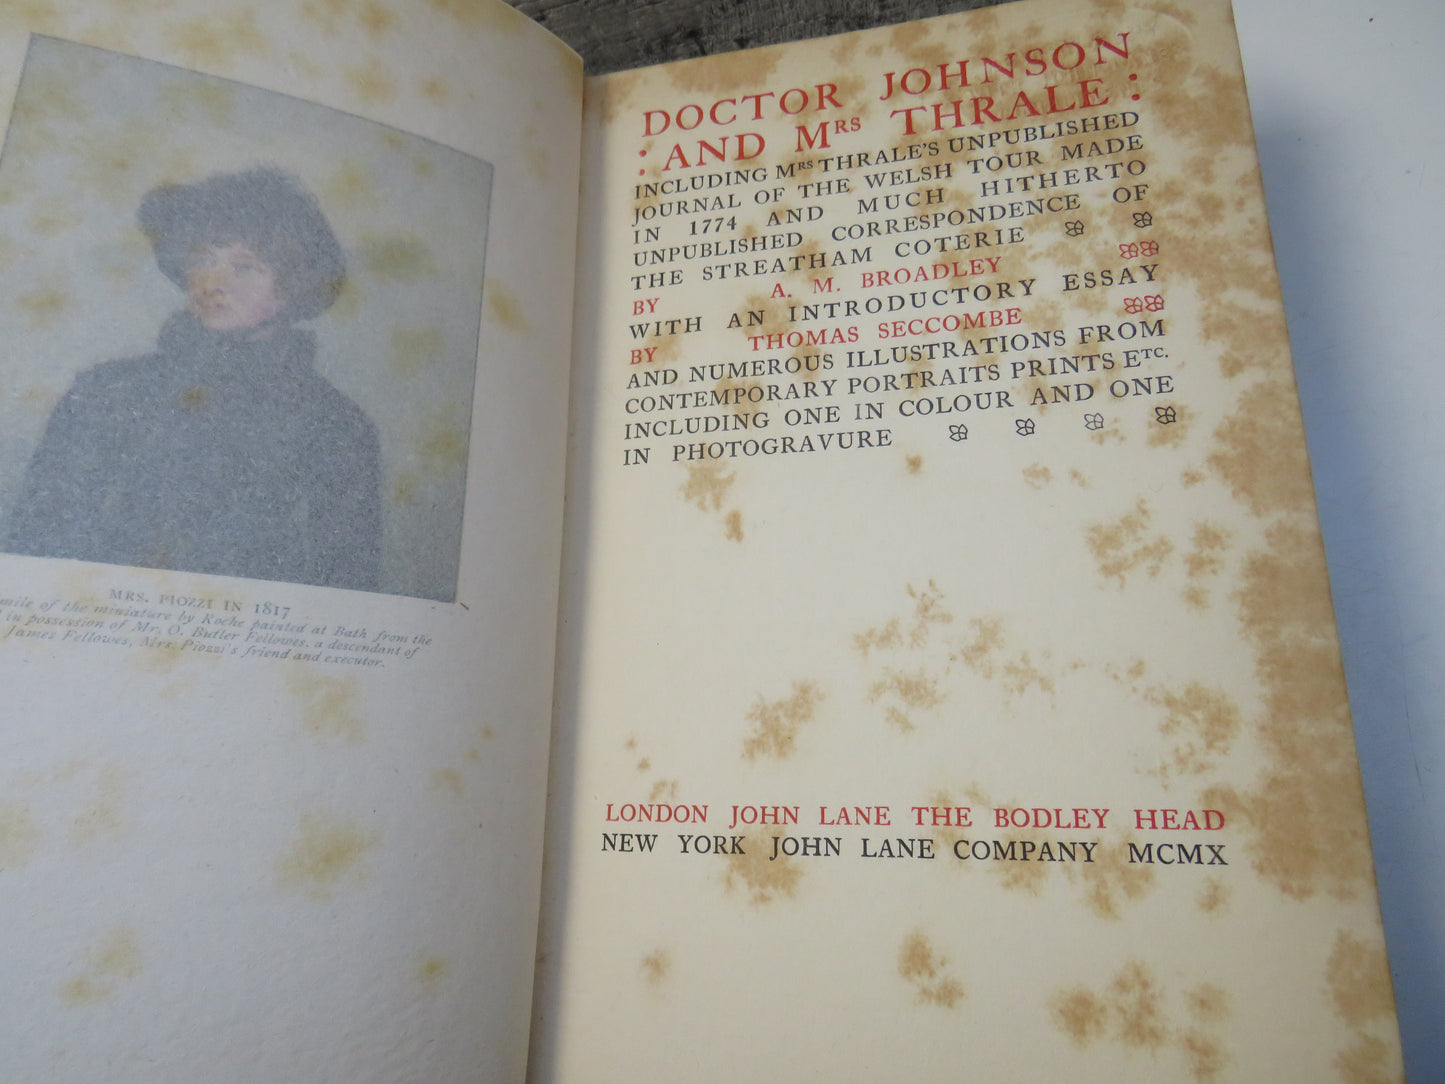 MRS. PIOZZI IN 1817
mile of the miniature by Roche painted at Bath from the
in possession of Mr. O. Butler Fellowes, a descendant of
James Fellowes, Mrs. Piozzi's friend and executor.
DOCTOR JOHNSON
: AND MRS THRALE :
INCLUDING MRS THRALE'S UNPUBLISHED
JOURNAL OF THE WELSH TOUR MADE
IN 1774 AND MUCH HITHERTO
UNPUBLISHED CORRESPONDENCE OF
THE STREATHAM COTERIE
BY A. M. BROADLEY
WITH AN INTRODUCTORY ESSAY
BY THOMAS SECCOMBE
AND NUMEROUS ILLUSTRATIONS FROM
CONTEMPORARY PORTRAITS PRINTS ETC.
INCLUDING ONE IN COLOUR AND ONE
IN PHOTOGRAVURE
LONDON JOHN LANE THE BODLEY HEAD
NEW YORK JOHN LANE COMPANY MCMX